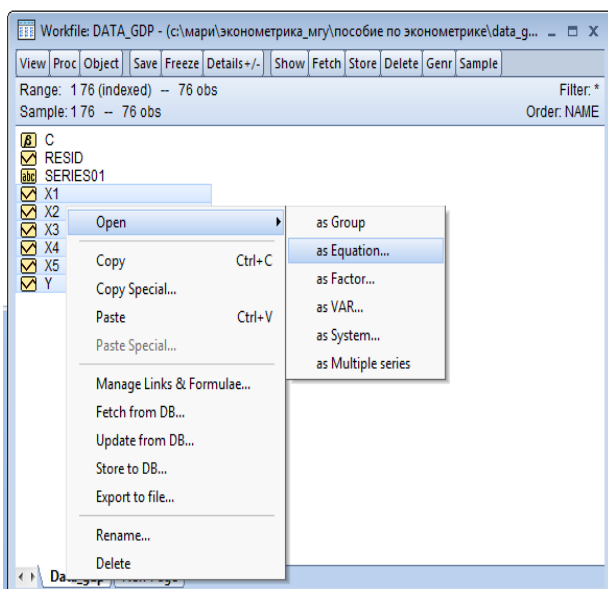 Workfile: DATA_GDP - (c:\мари\эконометрика_мгу\пособие по эконометрике\data_g...
View Proc Object Save Freeze Details+/- Show Fetch Store Delete Genr Sample
Range: 1 76 (indexed) -- 76 obs Filter: *
Sample: 1 76 -- 76 obs Order: NAME
β C
RESID
abc SERIES01
X1
X2
X3
X4
X5
Y
Open
Copy Ctrl+C
Copy Special...
Paste Ctrl+V
Paste Special...
Manage Links & Formulae...
Fetch from DB...
Update from DB...
Store to DB...
Export to file...
Rename...
Delete
as Group
as Equation...
as Factor...
as VAR...
as System...
as Multiple series